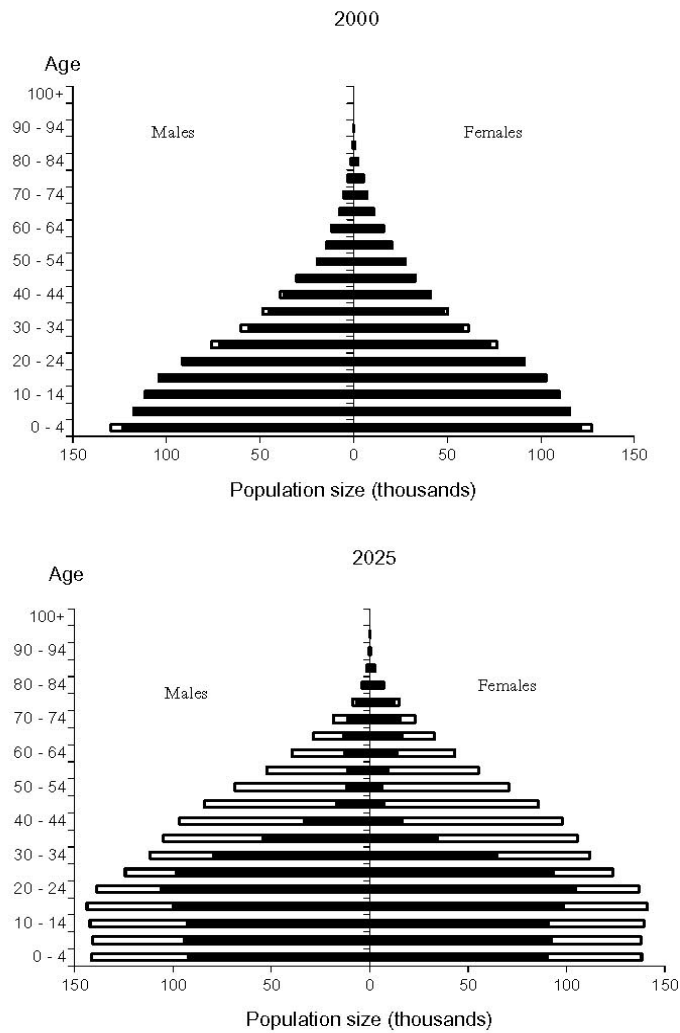 2000
Age
100+
90 - 94
80 - 84
70 - 74
60 - 64
50 - 54
40 - 44
30 - 34
20 - 24
10 - 14
0 - 4
Males
Females
150 100 50 0 50 100 150
Population size (thousands)
2025
Age
100+
90 - 94
80 - 84
70 - 74
60 - 64
50 - 54
40 - 44
30 - 34
20 - 24
10 - 14
0 - 4
Males
Females
150 100 50 0 50 100 150
Population size (thousands)